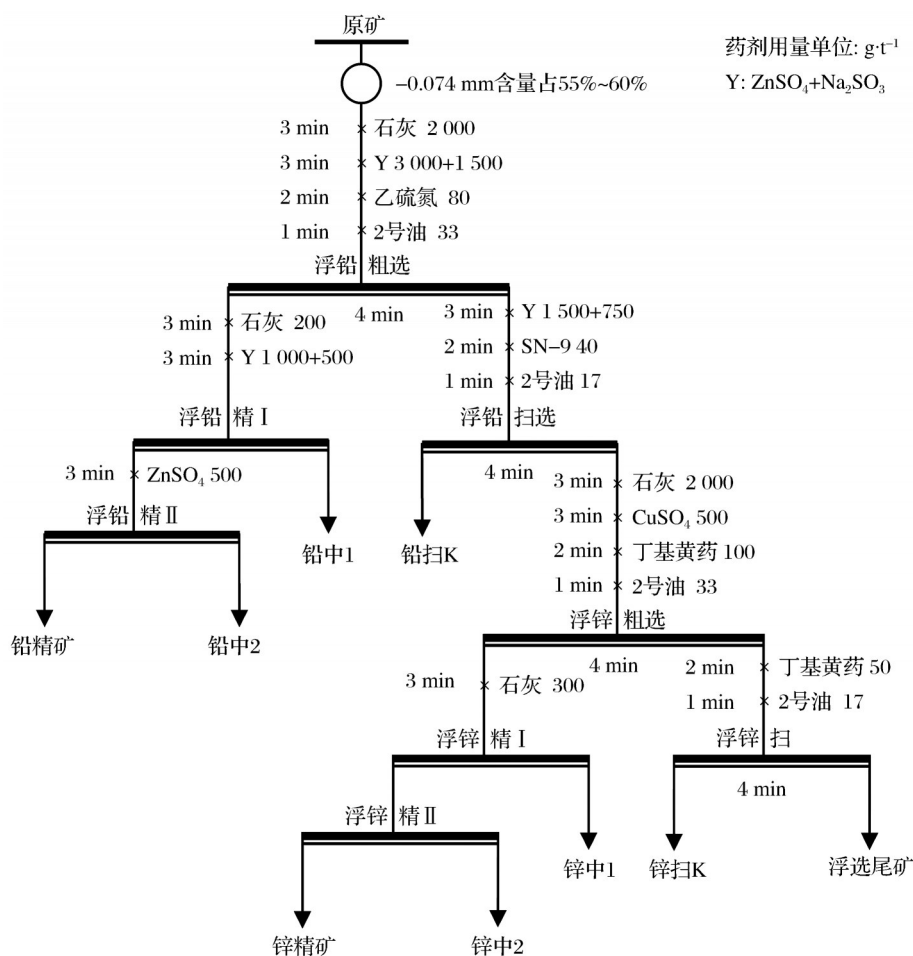 原矿
药剂用量单位: g·t⁻¹
Y: ZnSO₄+Na₂SO₃
−0.074 mm含量占55%~60%
3 min 石灰 2 000
3 min Y 3 000+1 500
2 min 乙硫氮 80
1 min 2号油 33
浮铅 粗选
4 min
3 min 石灰 200
3 min Y 1 000+500
3 min Y 1 500+750
2 min SN−9 40
1 min 2号油 17
浮铅 精Ⅰ
浮铅 扫选
3 min ZnSO₄ 500
4 min
浮铅 精Ⅱ
铅中1
铅扫K
3 min 石灰 2 000
3 min CuSO₄ 500
2 min 丁基黄药 100
1 min 2号油 33
铅精矿
铅中2
浮锌 粗选
4 min
3 min 石灰 300
2 min 丁基黄药 50
1 min 2号油 17
浮锌 精Ⅰ
浮锌 扫
4 min
浮锌 精Ⅱ
锌中1
锌扫K
浮选尾矿
锌精矿
锌中2